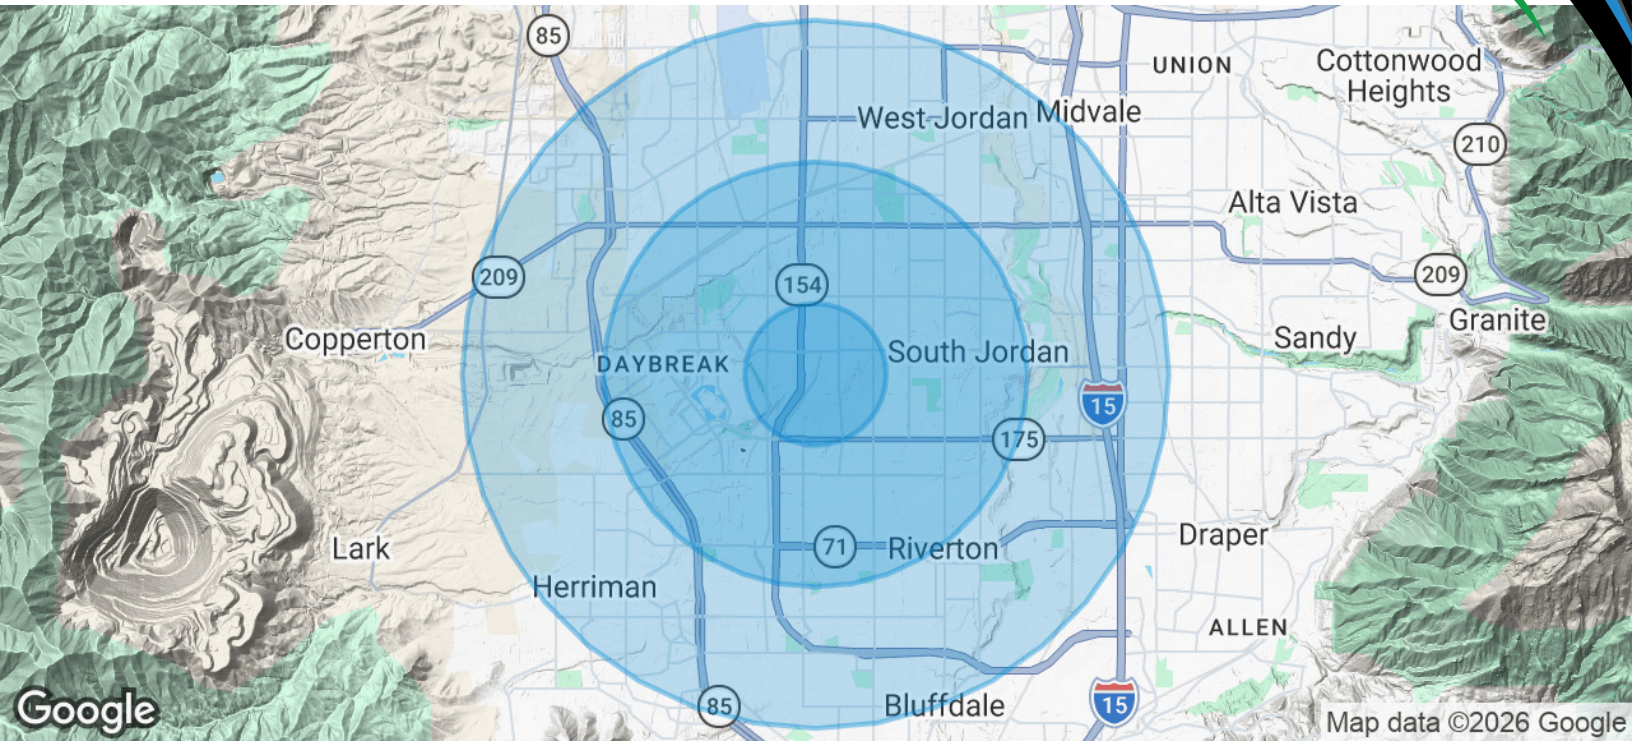 85
UNION
Cottonwood
Heights
West Jordan
Midvale
210
Alta Vista
209
154
209
Granite
Copperton
Sandy
South Jordan
DAYBREAK
15
85
175
Lark
71
Riverton
Draper
Herriman
ALLEN
Google
85
Bluffdale
15
Map data ©2026 Google